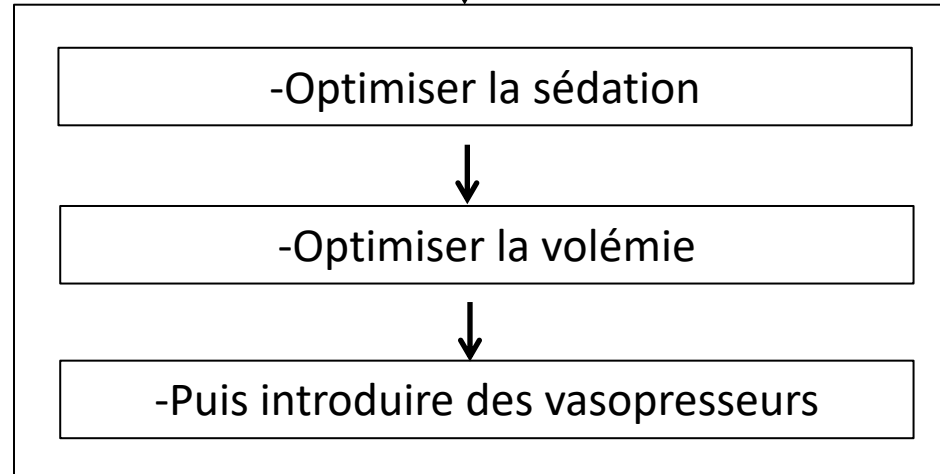 -Optimiser la sédation
-Optimiser la volémie
-Puis introduire des vasopresseurs